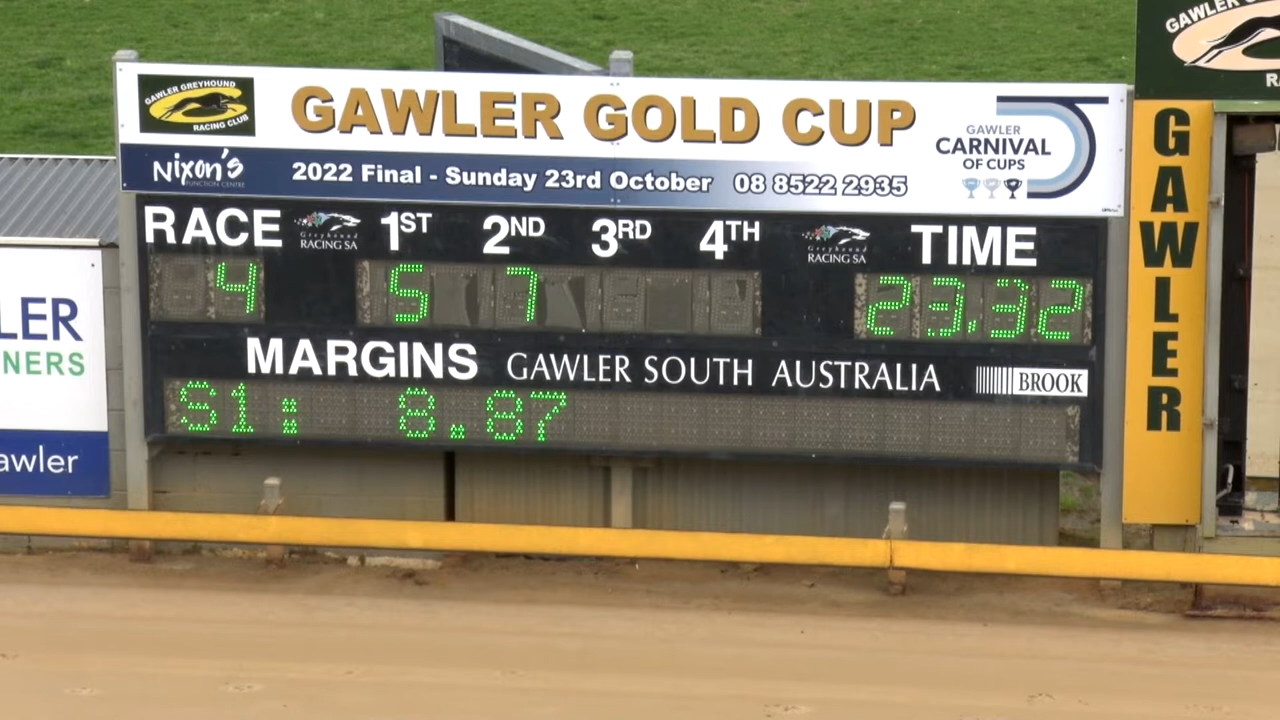 GAWLER GREYHOUND
RACING CLUB
GAWLER GOLD CUP
GAWLER
CARNIVAL
OF CUPS
Nixon's
FUNCTION CENTRE
2022 Final - Sunday 23rd October 08 8522 2935
RACE
Greyhound
RACING SA
1ST 2ND 3RD 4TH
Greyhound
RACING SA
TIME
4 5 7 23.32
MARGINS GAWLER SOUTH AUSTRALIA BROOK
S1: 8.87
LER
NERS
awler
GAWLER
R
GAWLER